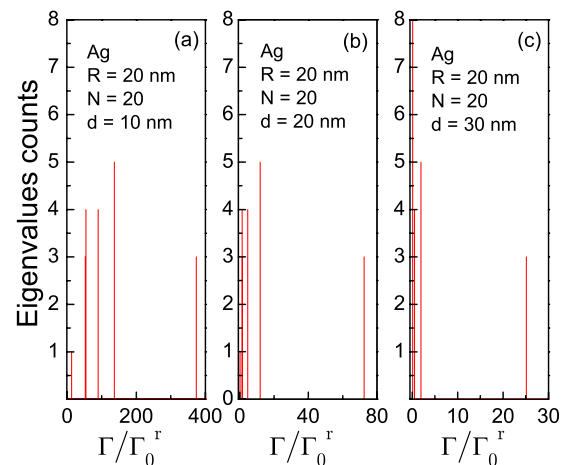 Eigenvalues counts
8
7
6
5
4
3
2
1
(a)
Ag
R = 20 nm
N = 20
d = 10 nm
0 200 400
Γ/Γ₀ʳ
8
7
6
5
4
3
2
1
0
(b)
Ag
R = 20 nm
N = 20
d = 20 nm
0 40 80
Γ/Γ₀ʳ
8
7
6
5
4
3
2
1
(c)
Ag
R = 20 nm
N = 20
d = 30 nm
0 10 20 30
Γ/Γ₀ʳ